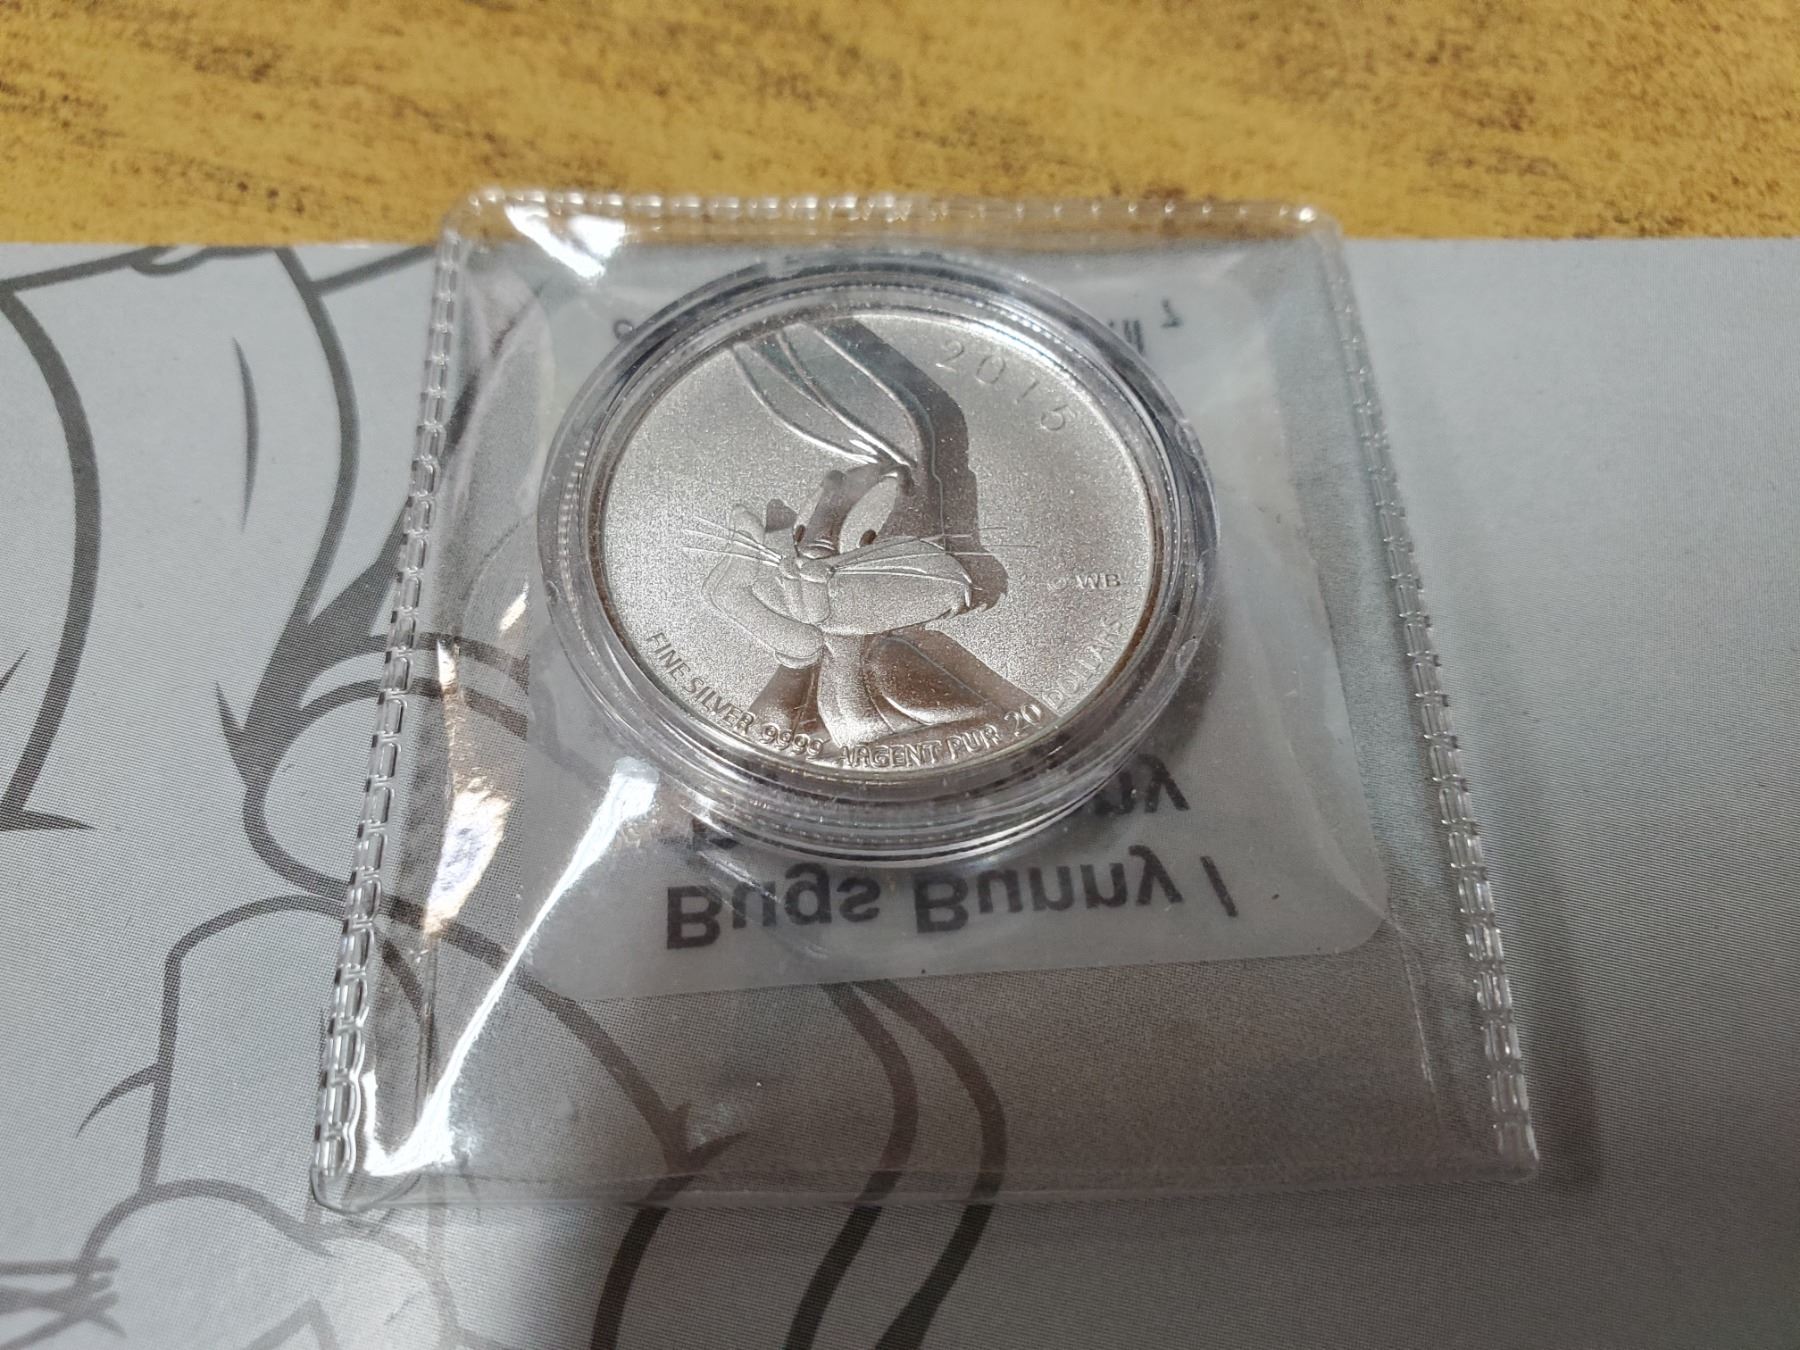 2015
© WB
FINE SILVER 9999 ARGENT PUR 20 DOLLARS
Bugs Bunny /